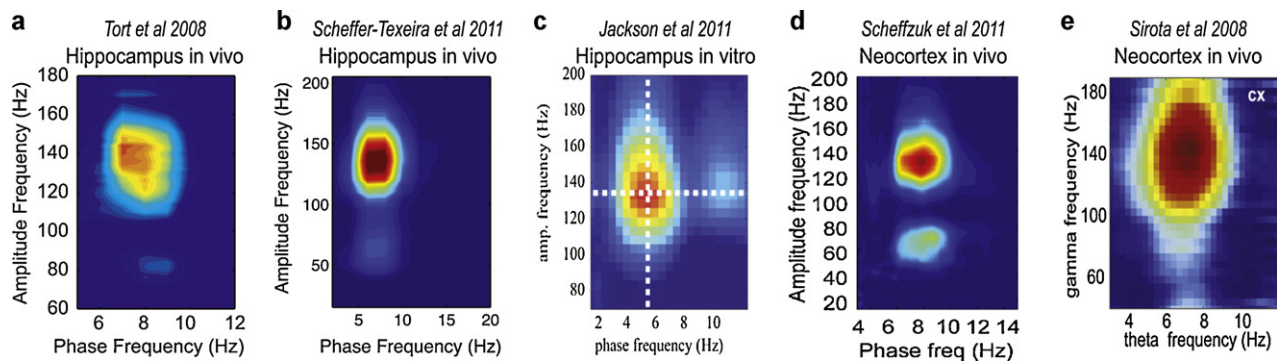 a
Tort et al 2008
Hippocampus in vivo
Amplitude Frequency (Hz)
180
160
140
120
100
80
60
6
8
10
12
Phase Frequency (Hz)
b
Scheffer-Texeira et al 2011
Hippocampus in vivo
Amplitude Frequency (Hz)
200
150
100
50
5
10
15
20
Phase Frequency (Hz)
c
Jackson et al 2011
Hippocampus in vitro
amp. frequency (Hz)
200
180
160
140
120
100
80
2
4
6
8
10
phase frequency (Hz)
d
Scheffzuk et al 2011
Neocortex in vivo
Amplitude frequency (Hz)
200
180
160
140
120
100
80
60
40
20
4
6
8
10
12
14
Phase freq (Hz)
e
Sirota et al 2008
Neocortex in vivo
gamma frequency (Hz)
cx
180
140
100
60
4
6
8
10
theta frequency (Hz)